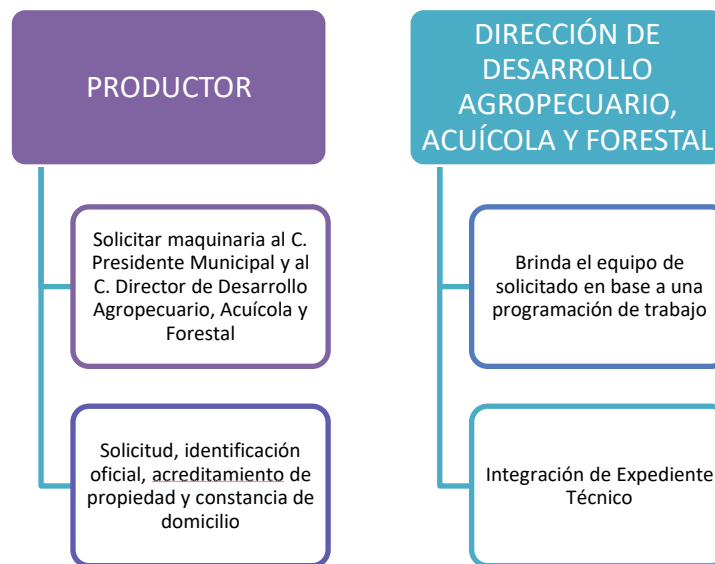 PRODUCTOR
Solicitar maquinaria al C.
Presidente Municipal y al
C. Director de Desarrollo
Agropecuario, Acuícola y
Forestal
Solicitud, identificación
oficial, acreditamiento de
propiedad y constancia de
domicilio
DIRECCIÓN DE
DESARROLLO
AGROPECUARIO,
ACUÍCOLA Y FORESTAL
Brinda el equipo de
solicitado en base a una
programación de trabajo
Integración de Expediente
Técnico